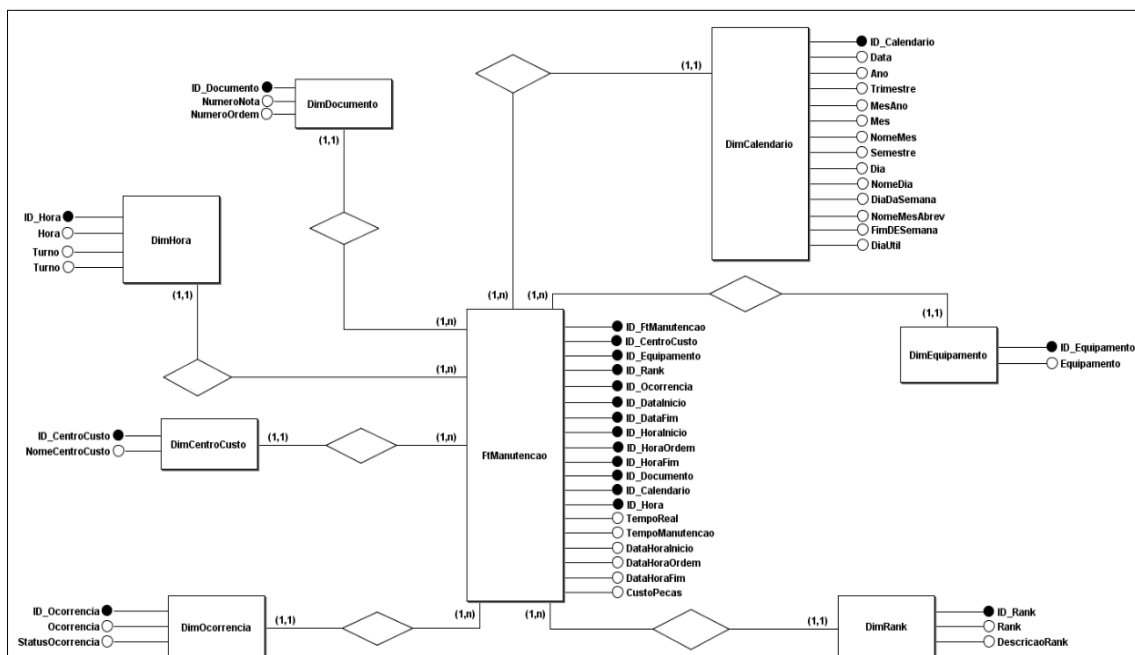 ID_Calendario
Data
Ano
Trimestre
MesAno
Mes
NomeMes
Semestre
Dia
NomeDia
DiaDaSemana
NomeMesAbrev
FimDESemana
DiaUtil
DimCalendario
(1,1)
ID_Documento
NumeroNota
NumeroOrdem
DimDocumento
(1,1)
ID_Hora
Hora
Turno
Turno
DimHora
(1,1)
(1,n)
(1,n)
(1,n)
(1,n)
(1,1)
DimEquipamento
ID_Equipamento
Equipamento
FtManutencao
ID_FtManutencao
ID_CentroCusto
ID_Equipamento
ID_Rank
ID_Ocorrencia
ID_DataInicio
ID_DataFim
ID_HoraInicio
ID_HoraOrdem
ID_HoraFim
ID_Documento
ID_Calendario
ID_Hora
TempoReal
TempoManutencao
DataHoraInicio
DataHoraOrdem
DataHoraFim
CustoPecas
ID_CentroCusto
NomeCentroCusto
DimCentroCusto
(1,1)
(1,n)
ID_Ocorrencia
Ocorrencia
StatusOcorrencia
DimOcorrencia
(1,1)
(1,n)
(1,n)
(1,1)
DimRank
ID_Rank
Rank
DescricaoRank